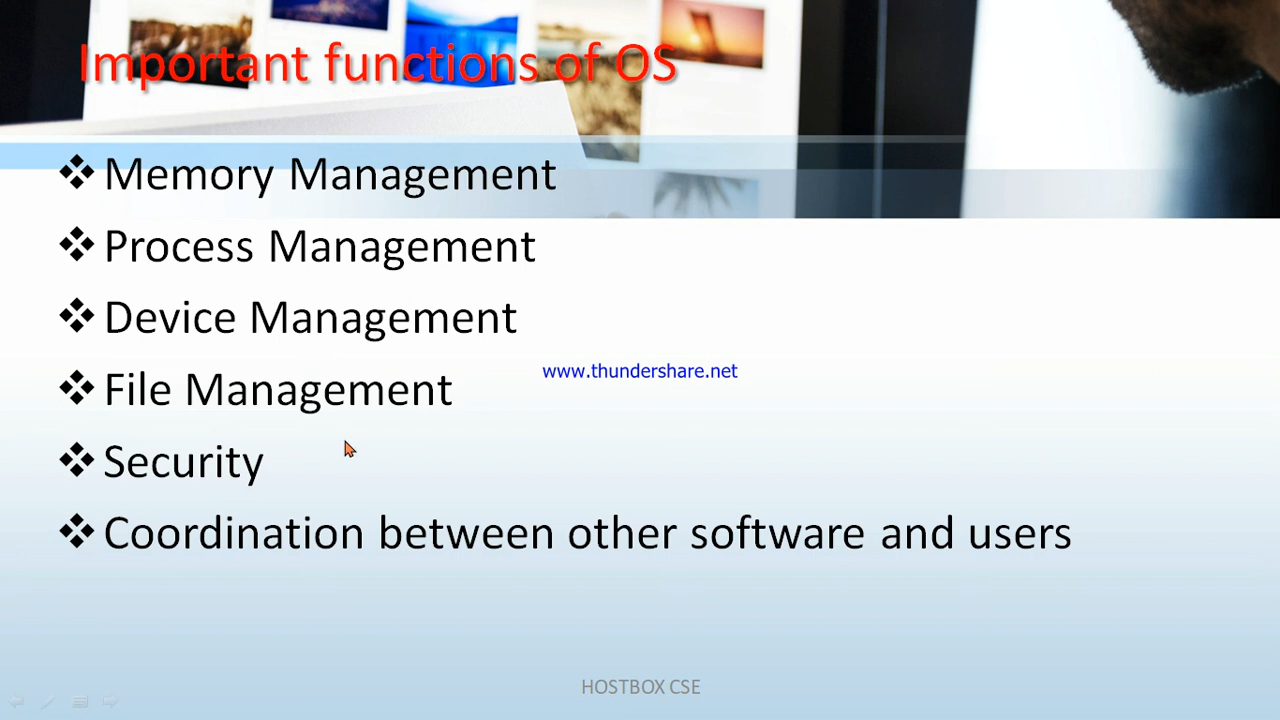 Important functions of OS
Memory Management
Process Management
Device Management
www.thundershare.net
File Management
Security
Coordination between other software and users
HOSTBOX CSE